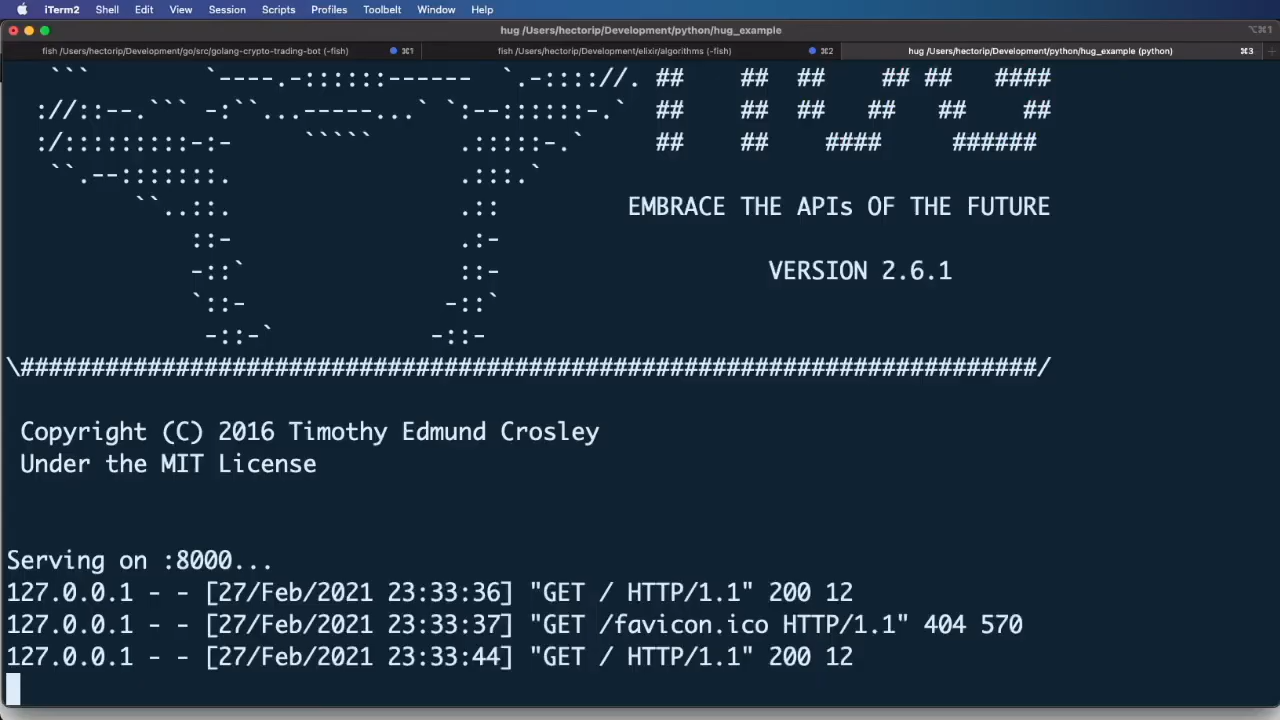 iTerm2 Shell Edit View Session Scripts Profiles Toolbelt Window Help
hug /Users/hectorip/Development/python/hug_example (python) ⌥⌘1
fish /Users/hectorip/Development/go/src/golang-crypto-trading-bot (-fish) ⌘1 fish /Users/hectorip/Development/elixir/algorithms (-fish) ⌘2 hug /Users/hectorip/Development/python/hug_example (python) ⌘3
   ```        `----.-::::::------  `.-:::://. ##    ##  ##    ## ##   ####
  ://::--.``` -:``...-----...` `:--::::::-.`  ##    ##  ##   ##   ##    ##
  :/:::::::::-:-     `````      .:::::-.`     ##    ##    ####     ######
   ``.--:::::::.                .:::.`
         ``..::.                .::         EMBRACE THE APIs OF THE FUTURE
             ::-                .:-
             -::`               ::-                   VERSION 2.6.1
             `::-              -::`
              -::-`           -::-
\########################################################################/
Copyright (C) 2016 Timothy Edmund Crosley
Under the MIT License
Serving on :8000...
127.0.0.1 - - [27/Feb/2021 23:33:36] "GET / HTTP/1.1" 200 12
127.0.0.1 - - [27/Feb/2021 23:33:37] "GET /favicon.ico HTTP/1.1" 404 570
127.0.0.1 - - [27/Feb/2021 23:33:44] "GET / HTTP/1.1" 200 12